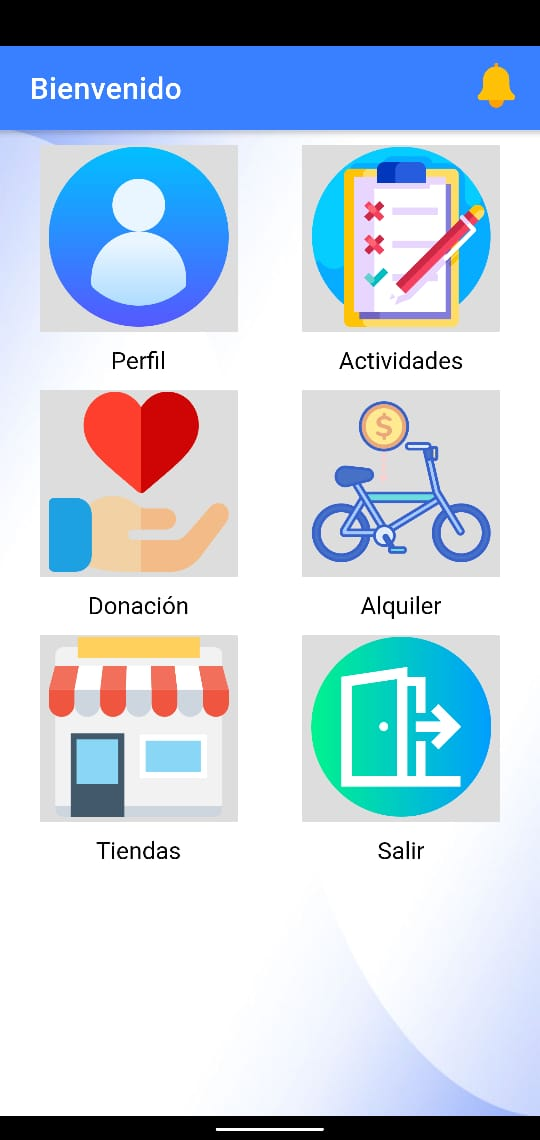 Bienvenido
Perfil
Actividades
$
Donación
Alquiler
Tiendas
Salir